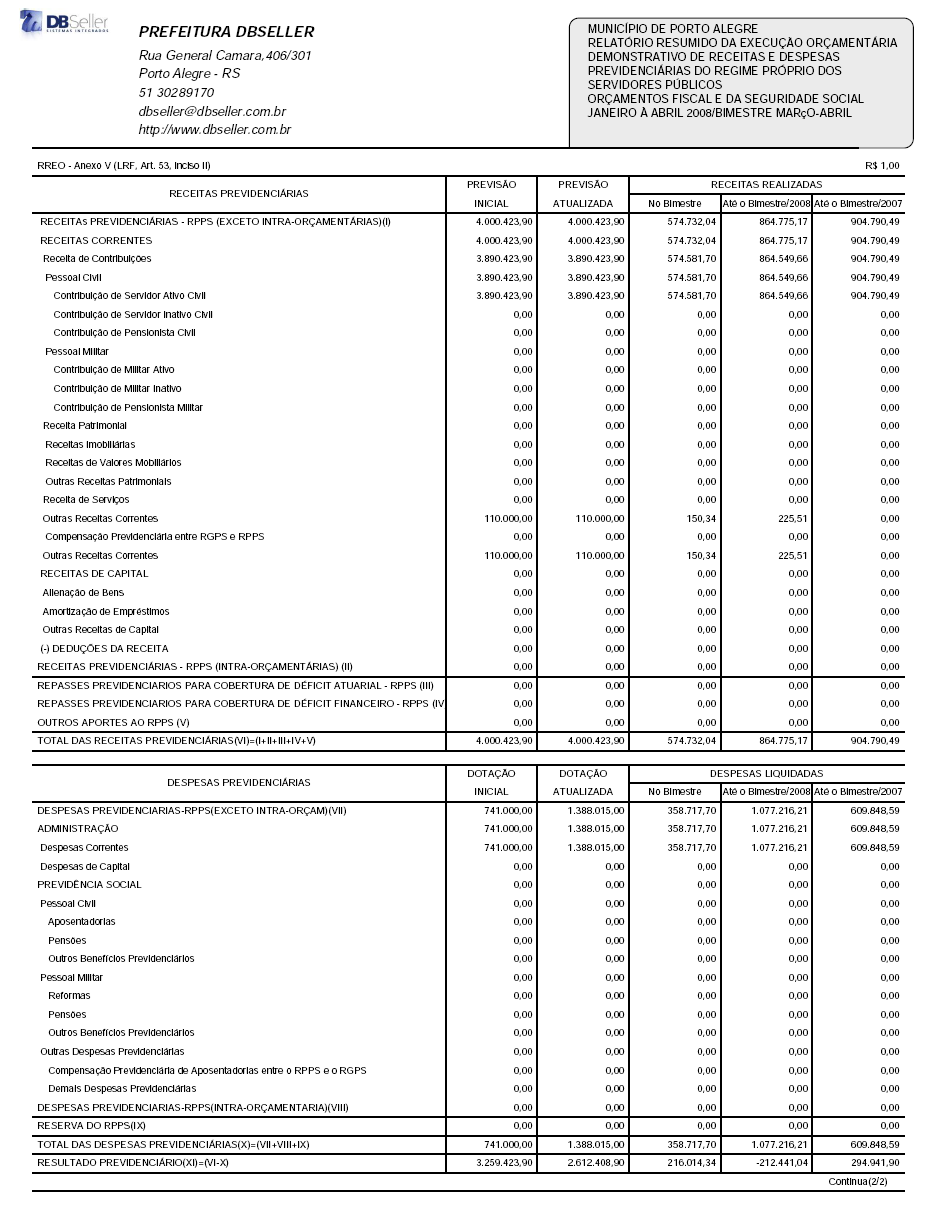 DBSeller
SISTEMAS INTEGRADOS
PREFEITURA DBSELLER
Rua General Camara,406/301
Porto Alegre - RS
51 30289170
dbseller@dbseller.com.br
http://www.dbseller.com.br
MUNICÍPIO DE PORTO ALEGRE
RELATÓRIO RESUMIDO DA EXECUÇÃO ORÇAMENTÁRIA
DEMONSTRATIVO DE RECEITAS E DESPESAS
PREVIDENCIÁRIAS DO REGIME PRÓPRIO DOS
SERVIDORES PÚBLICOS
ORÇAMENTOS FISCAL E DA SEGURIDADE SOCIAL
JANEIRO À ABRIL 2008/BIMESTRE MARçO-ABRIL
RREO - Anexo V (LRF, Art. 53, inciso II) R$ 1,00
RECEITAS PREVIDENCIÁRIAS PREVISÃO INICIAL PREVISÃO ATUALIZADA RECEITAS REALIZADAS
No Bimestre Até o Bimestre/2008 Até o Bimestre/2007
RECEITAS PREVIDENCIÁRIAS - RPPS (EXCETO INTRA-ORÇAMENTÁRIAS)(I) 4.000.423,90 4.000.423,90 574.732,04 864.775,17 904.790,49
RECEITAS CORRENTES 4.000.423,90 4.000.423,90 574.732,04 864.775,17 904.790,49
Receita de Contribuições 3.890.423,90 3.890.423,90 574.581,70 864.549,66 904.790,49
Pessoal Civil 3.890.423,90 3.890.423,90 574.581,70 864.549,66 904.790,49
Contribuição de Servidor Ativo Civil 3.890.423,90 3.890.423,90 574.581,70 864.549,66 904.790,49
Contribuição de Servidor Inativo Civil 0,00 0,00 0,00 0,00 0,00
Contribuição de Pensionista Civil 0,00 0,00 0,00 0,00 0,00
Pessoal Militar 0,00 0,00 0,00 0,00 0,00
Contribuição de Militar Ativo 0,00 0,00 0,00 0,00 0,00
Contribuição de Militar Inativo 0,00 0,00 0,00 0,00 0,00
Contribuição de Pensionista Militar 0,00 0,00 0,00 0,00 0,00
Receita Patrimonial 0,00 0,00 0,00 0,00 0,00
Receitas Imobiliárias 0,00 0,00 0,00 0,00 0,00
Receitas de Valores Mobiliários 0,00 0,00 0,00 0,00 0,00
Outras Receitas Patrimoniais 0,00 0,00 0,00 0,00 0,00
Receita de Serviços 0,00 0,00 0,00 0,00 0,00
Outras Receitas Correntes 110.000,00 110.000,00 150,34 225,51 0,00
Compensação Previdenciária entre RGPS e RPPS 0,00 0,00 0,00 0,00 0,00
Outras Receitas Correntes 110.000,00 110.000,00 150,34 225,51 0,00
RECEITAS DE CAPITAL 0,00 0,00 0,00 0,00 0,00
Alienação de Bens 0,00 0,00 0,00 0,00 0,00
Amortização de Empréstimos 0,00 0,00 0,00 0,00 0,00
Outras Receitas de Capital 0,00 0,00 0,00 0,00 0,00
(-) DEDUÇÕES DA RECEITA 0,00 0,00 0,00 0,00 0,00
RECEITAS PREVIDENCIÁRIAS - RPPS (INTRA-ORÇAMENTÁRIAS) (II) 0,00 0,00 0,00 0,00 0,00
REPASSES PREVIDENCIARIOS PARA COBERTURA DE DÉFICIT ATUARIAL - RPPS (III) 0,00 0,00 0,00 0,00 0,00
REPASSES PREVIDENCIARIOS PARA COBERTURA DE DÉFICIT FINANCEIRO - RPPS (IV 0,00 0,00 0,00 0,00 0,00
OUTROS APORTES AO RPPS (V) 0,00 0,00 0,00 0,00 0,00
TOTAL DAS RECEITAS PREVIDENCIÁRIAS(VI)=(I+II+III+IV+V) 4.000.423,90 4.000.423,90 574.732,04 864.775,17 904.790,49
DESPESAS PREVIDENCIÁRIAS DOTAÇÃO INICIAL DOTAÇÃO ATUALIZADA DESPESAS LIQUIDADAS
No Bimestre Até o Bimestre/2008 Até o Bimestre/2007
DESPESAS PREVIDENCIARIAS-RPPS(EXCETO INTRA-ORÇAM)(VII) 741.000,00 1.388.015,00 358.717,70 1.077.216,21 609.848,59
ADMINISTRAÇÃO 741.000,00 1.388.015,00 358.717,70 1.077.216,21 609.848,59
Despesas Correntes 741.000,00 1.388.015,00 358.717,70 1.077.216,21 609.848,59
Despesas de Capital 0,00 0,00 0,00 0,00 0,00
PREVIDÊNCIA SOCIAL 0,00 0,00 0,00 0,00 0,00
Pessoal Civil 0,00 0,00 0,00 0,00 0,00
Aposentadorias 0,00 0,00 0,00 0,00 0,00
Pensões 0,00 0,00 0,00 0,00 0,00
Outros Benefícios Previdenciários 0,00 0,00 0,00 0,00 0,00
Pessoal Militar 0,00 0,00 0,00 0,00 0,00
Reformas 0,00 0,00 0,00 0,00 0,00
Pensões 0,00 0,00 0,00 0,00 0,00
Outros Benefícios Previdenciários 0,00 0,00 0,00 0,00 0,00
Outras Despesas Previdenciárias 0,00 0,00 0,00 0,00 0,00
Compensação Previdenciária de Aposentadorias entre o RPPS e o RGPS 0,00 0,00 0,00 0,00 0,00
Demais Despesas Previdenciárias 0,00 0,00 0,00 0,00 0,00
DESPESAS PREVIDENCIARIAS-RPPS(INTRA-ORÇAMENTARIA)(VIII) 0,00 0,00 0,00 0,00 0,00
RESERVA DO RPPS(IX) 0,00 0,00 0,00 0,00 0,00
TOTAL DAS DESPESAS PREVIDENCIÁRIAS(X)=(VII+VIII+IX) 741.000,00 1.388.015,00 358.717,70 1.077.216,21 609.848,59
RESULTADO PREVIDENCIÁRIO(XI)=(VI-X) 3.259.423,90 2.612.408,90 216.014,34 -212.441,04 294.941,90
Continua(2/2)